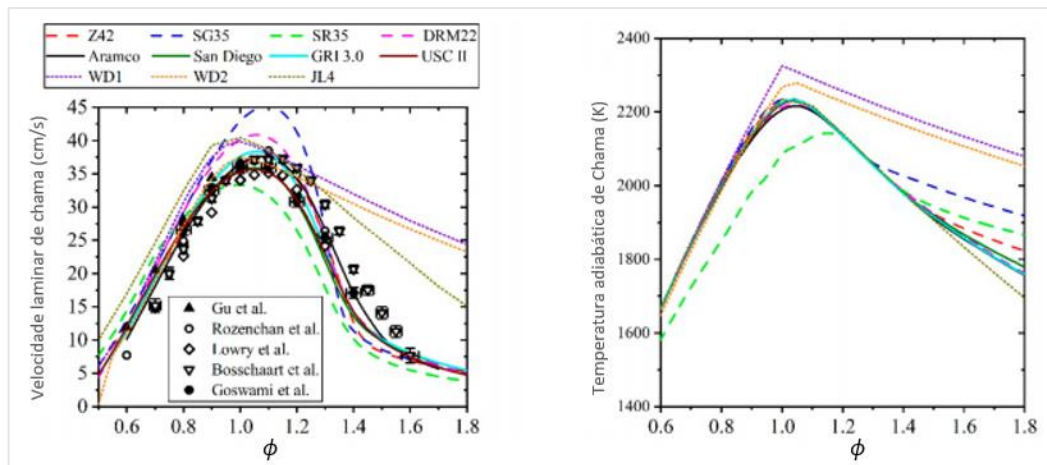 Z42 SG35 SR35 DRM22
Aramco San Diego GRI 3.0 USC II
WD1 WD2 JL4
Velocidade laminar de chama (cm/s)
45
40
35
30
25
20
15
10
5
0
Gu et al.
Rozenchan et al.
Lowry et al.
Bosschaart et al.
Goswami et al.
0.6 0.8 1.0 1.2 1.4 1.6 1.8
ϕ
Temperatura adiabática de Chama (K)
2400
2200
2000
1800
1600
1400
0.6 0.8 1.0 1.2 1.4 1.6 1.8
ϕ